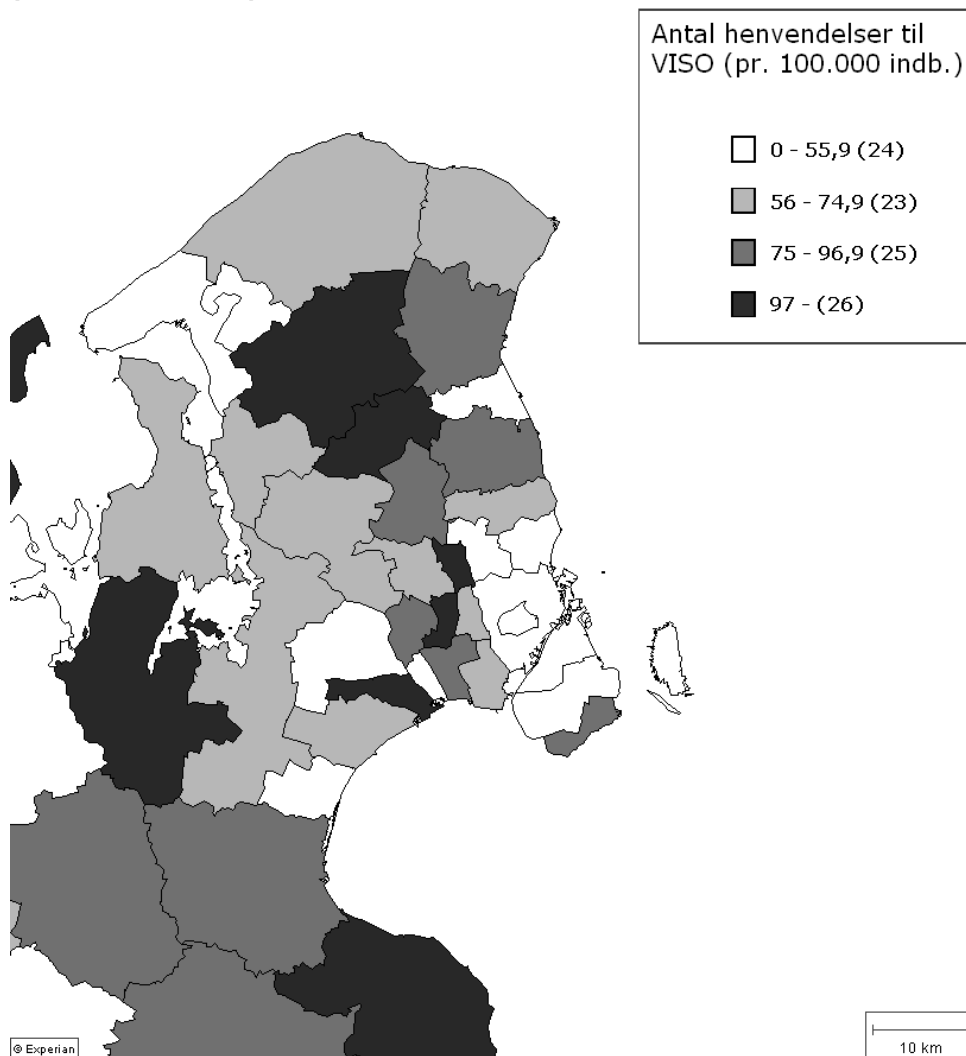 Antal henvendelser til
VISO (pr. 100.000 indb.)
0 - 55,9 (24)
56 - 74,9 (23)
75 - 96,9 (25)
97 - (26)
© Experian
10 km